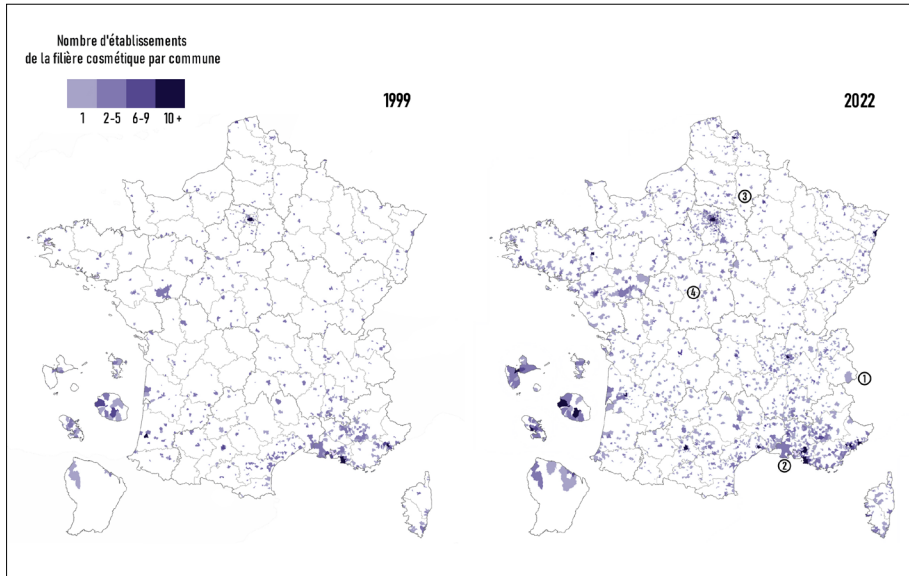 Nombre d'établissements
de la filière cosmétique par commune
1 2-5 6-9 10 +
1999
2022
③
④
①
②